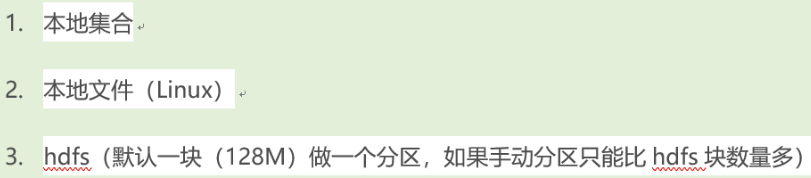 1. 本地集合
2. 本地文件（Linux）
3. hdfs（默认一块（128M）做一个分区，如果手动分区只能比 hdfs 块数量多）